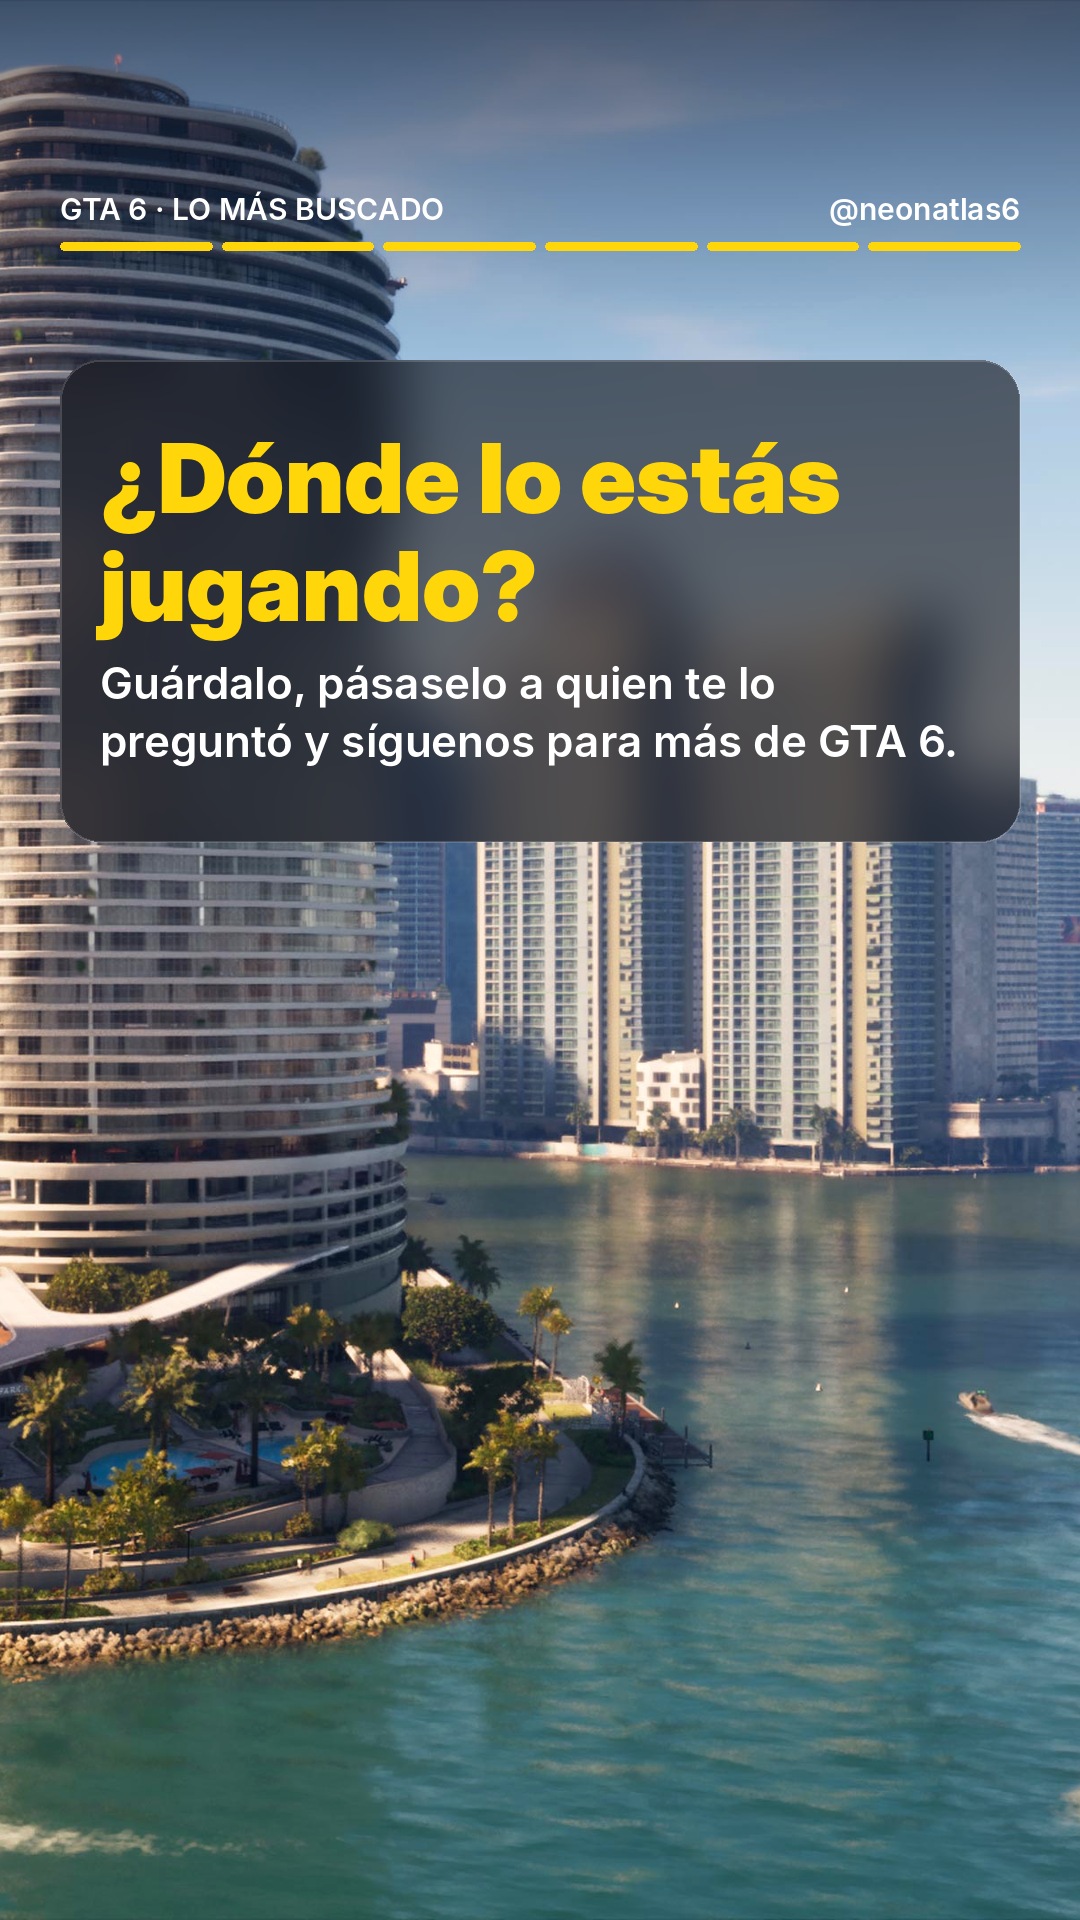 GTA 6 · LO MÁS BUSCADO
@neonatlas6
¿Dónde lo estás
jugando?
Guárdalo, pásaselo a quien te lo
preguntó y síguenos para más de GTA 6.